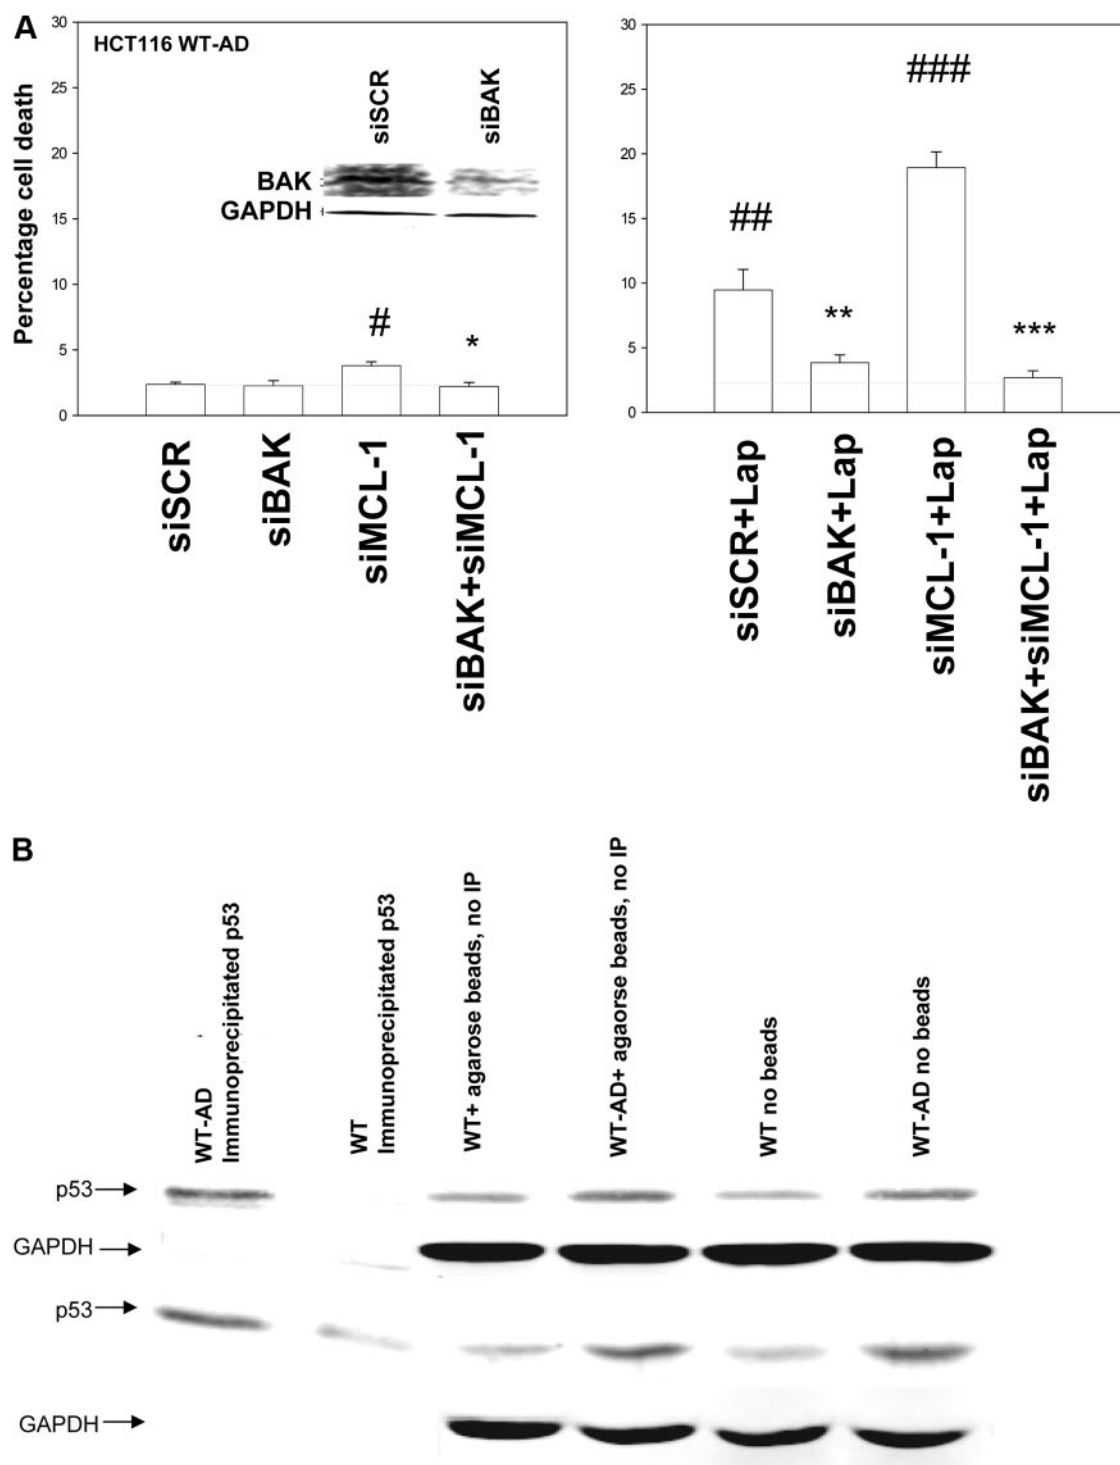 A
HCT116 WT-AD
Percentage cell death
30
25
20
15
10
5
0
siSCR
siBAK
BAK
GAPDH
#
*
siSCR
siBAK
siMCL-1
siBAK+siMCL-1
30
25
20
15
10
5
0
##
**
###
***
siSCR+Lap
siBAK+Lap
siMCL-1+Lap
siBAK+siMCL-1+Lap
B
WT-AD
Immunoprecipitated p53
WT
Immunoprecipitated p53
WT+ agarose beads, no IP
WT-AD+ agaorse beads, no IP
WT no beads
WT-AD no beads
p53
GAPDH
p53
GAPDH